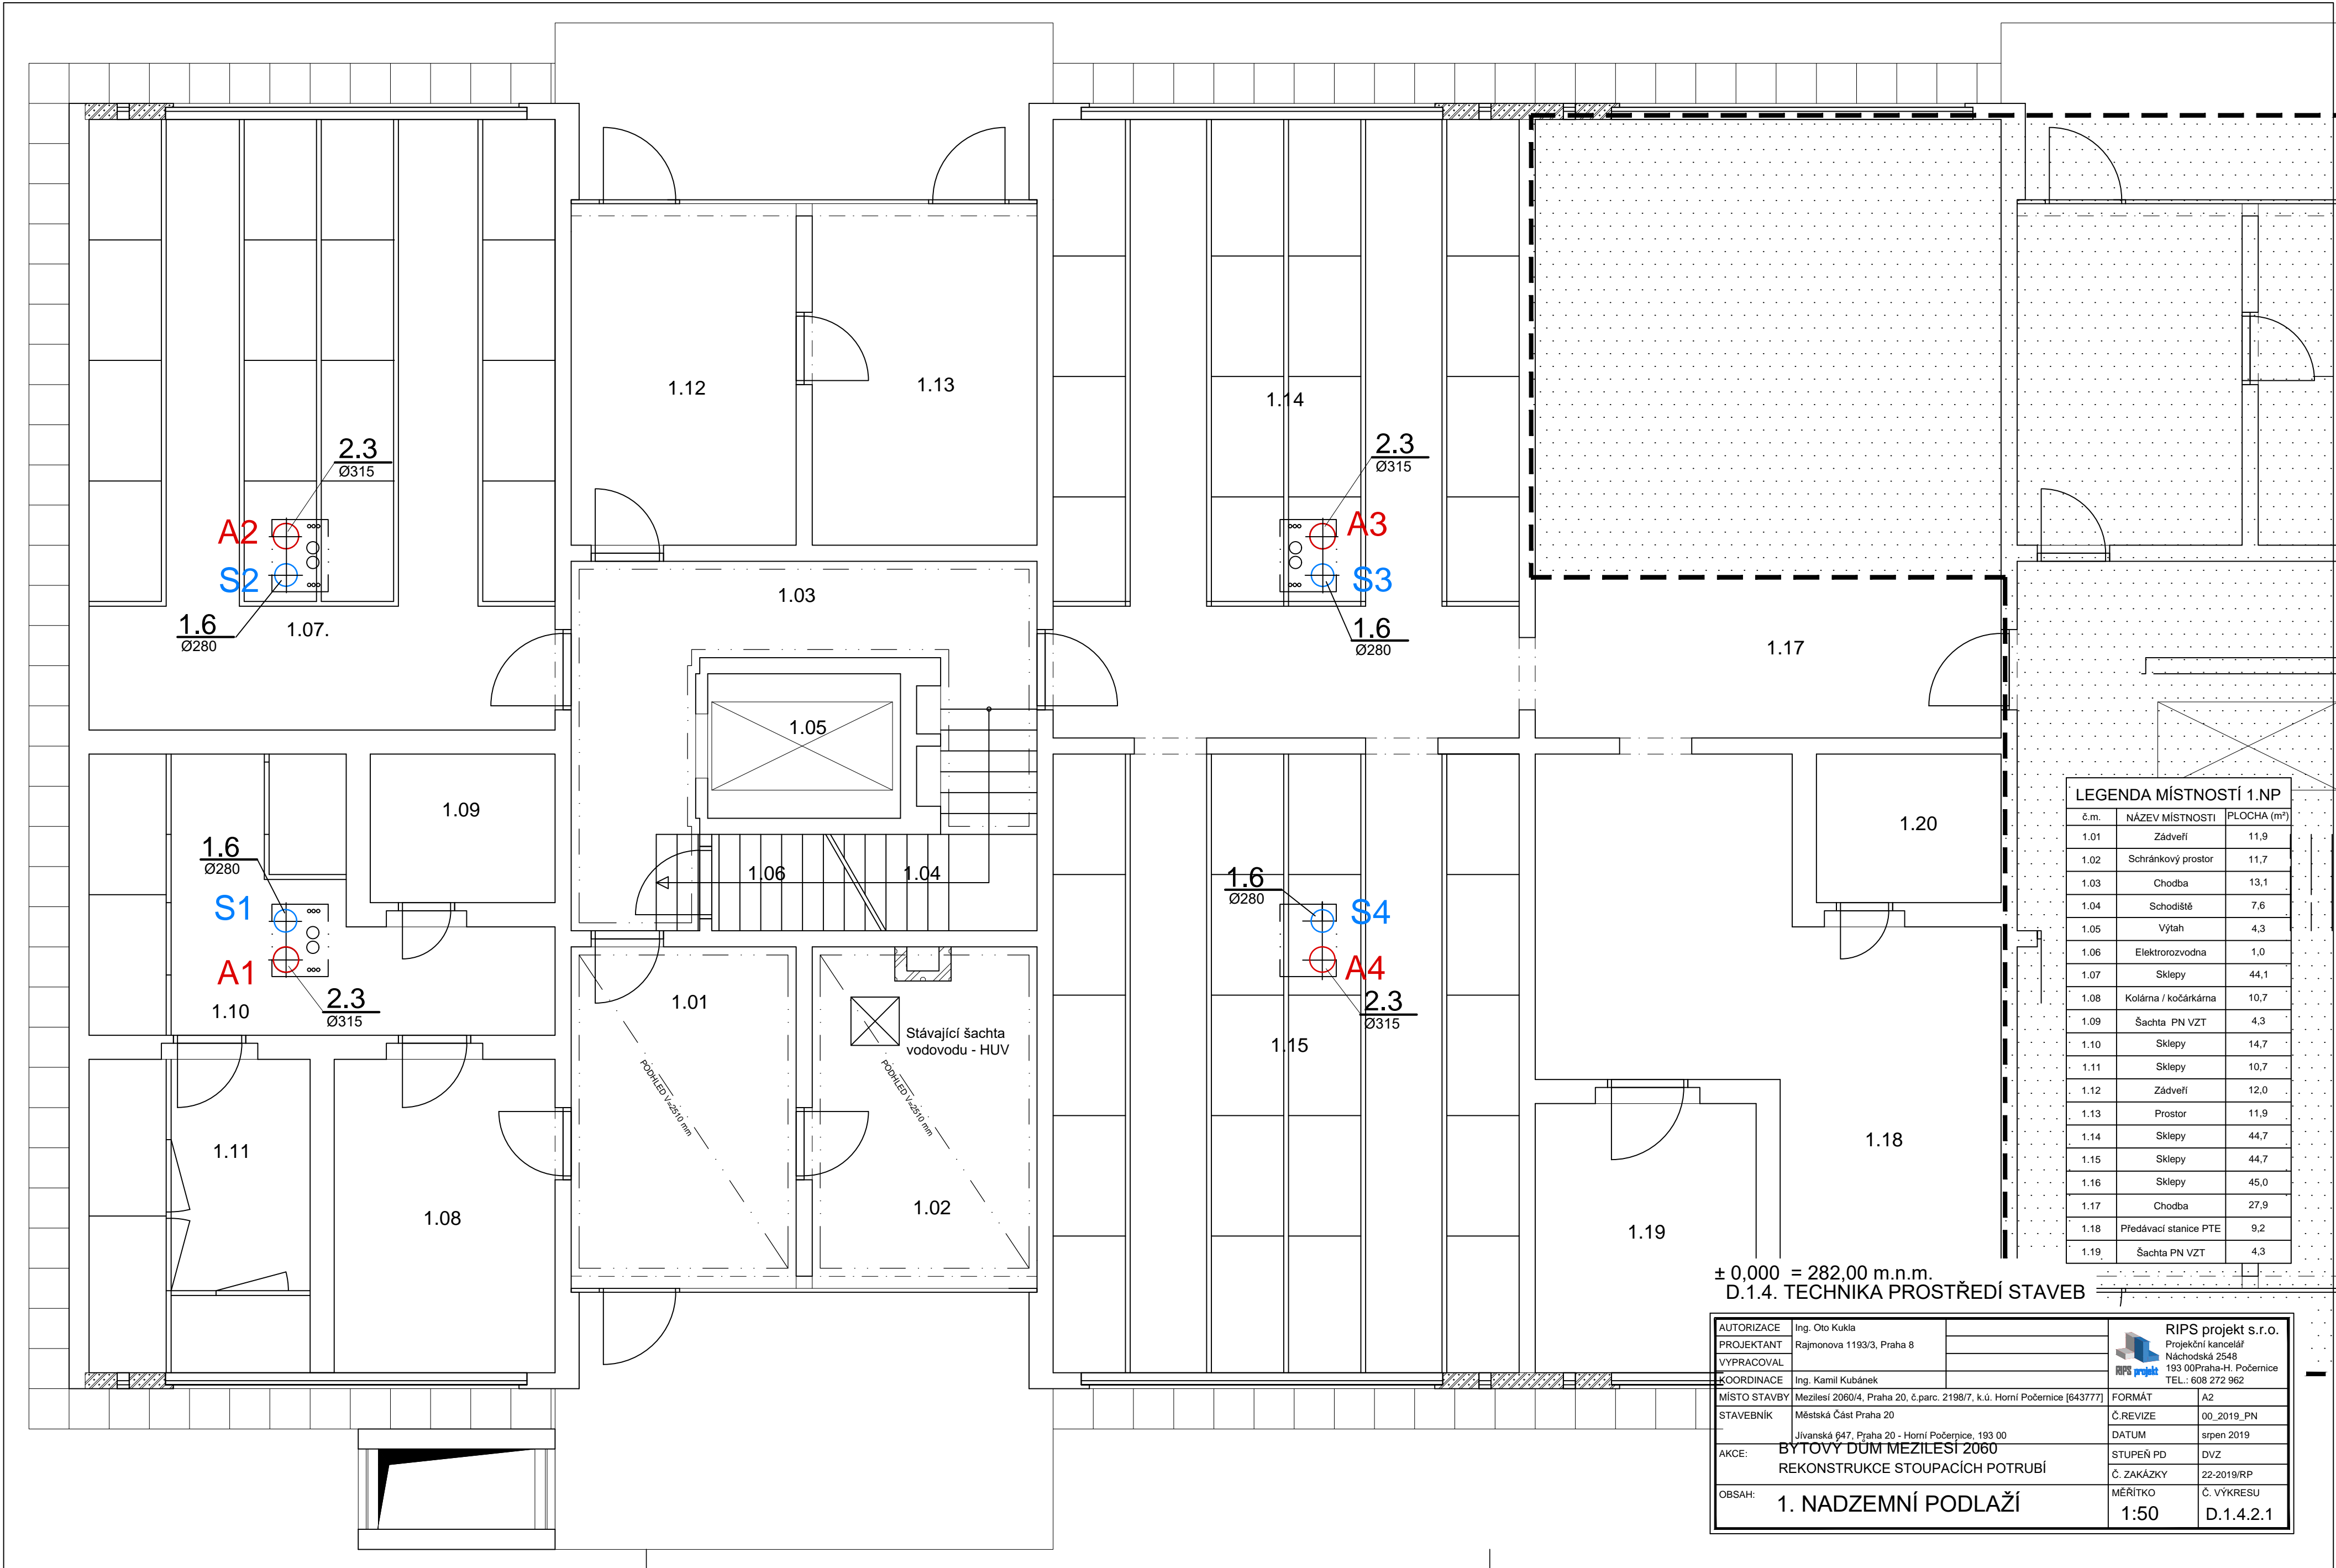 1.12
1.13
1.14
2.3
Ø315
2.3
Ø315
A2
A3
S2
S3
1.6
Ø280
1.07.
1.03
1.6
Ø280
1.17
1.05
1.09
1.20
1.6
Ø280
1.06
1.04
1.6
Ø280
S1
S4
A1
A4
2.3
Ø315
1.10
1.01
2.3
Ø315
Stávající šachta
vodovodu - HUV
1.15
PODHLED V=2510 mm
PODHLED V=2510 mm
1.11
1.18
1.08
1.02
1.19
LEGENDA MÍSTNOSTÍ 1.NP
č.m. NÁZEV MÍSTNOSTI PLOCHA (m²)
1.01 Zádveří 11,9
1.02 Schránkový prostor 11,7
1.03 Chodba 13,1
1.04 Schodiště 7,6
1.05 Výtah 4,3
1.06 Elektrorozvodna 1,0
1.07 Sklepy 44,1
1.08 Kolárna / kočárkárna 10,7
1.09 Šachta PN VZT 4,3
1.10 Sklepy 14,7
1.11 Sklepy 10,7
1.12 Zádveří 12,0
1.13 Prostor 11,9
1.14 Sklepy 44,7
1.15 Sklepy 44,7
1.16 Sklepy 45,0
1.17 Chodba 27,9
1.18 Předávací stanice PTE 9,2
1.19 Šachta PN VZT 4,3
± 0,000 = 282,00 m.n.m.
D.1.4. TECHNIKA PROSTŘEDÍ STAVEB
AUTORIZACE Ing. Oto Kukla
PROJEKTANT Rajmonova 1193/3, Praha 8
VYPRACOVAL
KOORDINACE Ing. Kamil Kubánek
RIPS projekt
RIPS projekt s.r.o.
Projekční kancelář
Náchodská 2548
193 00Praha-H. Počernice
TEL.: 608 272 962
MÍSTO STAVBY Mezilesí 2060/4, Praha 20, č.parc. 2198/7, k.ú. Horní Počernice [643777] FORMÁT A2
STAVEBNÍK Městská Část Praha 20 Č.REVIZE 00_2019_PN
Jívanská 647, Praha 20 - Horní Počernice, 193 00 DATUM srpen 2019
AKCE: BYTOVÝ DŮM MEZILESÍ 2060 STUPEŇ PD DVZ
REKONSTRUKCE STOUPACÍCH POTRUBÍ Č. ZAKÁZKY 22-2019/RP
OBSAH: 1. NADZEMNÍ PODLAŽÍ
MĚŘÍTKO Č. VÝKRESU
1:50 D.1.4.2.1